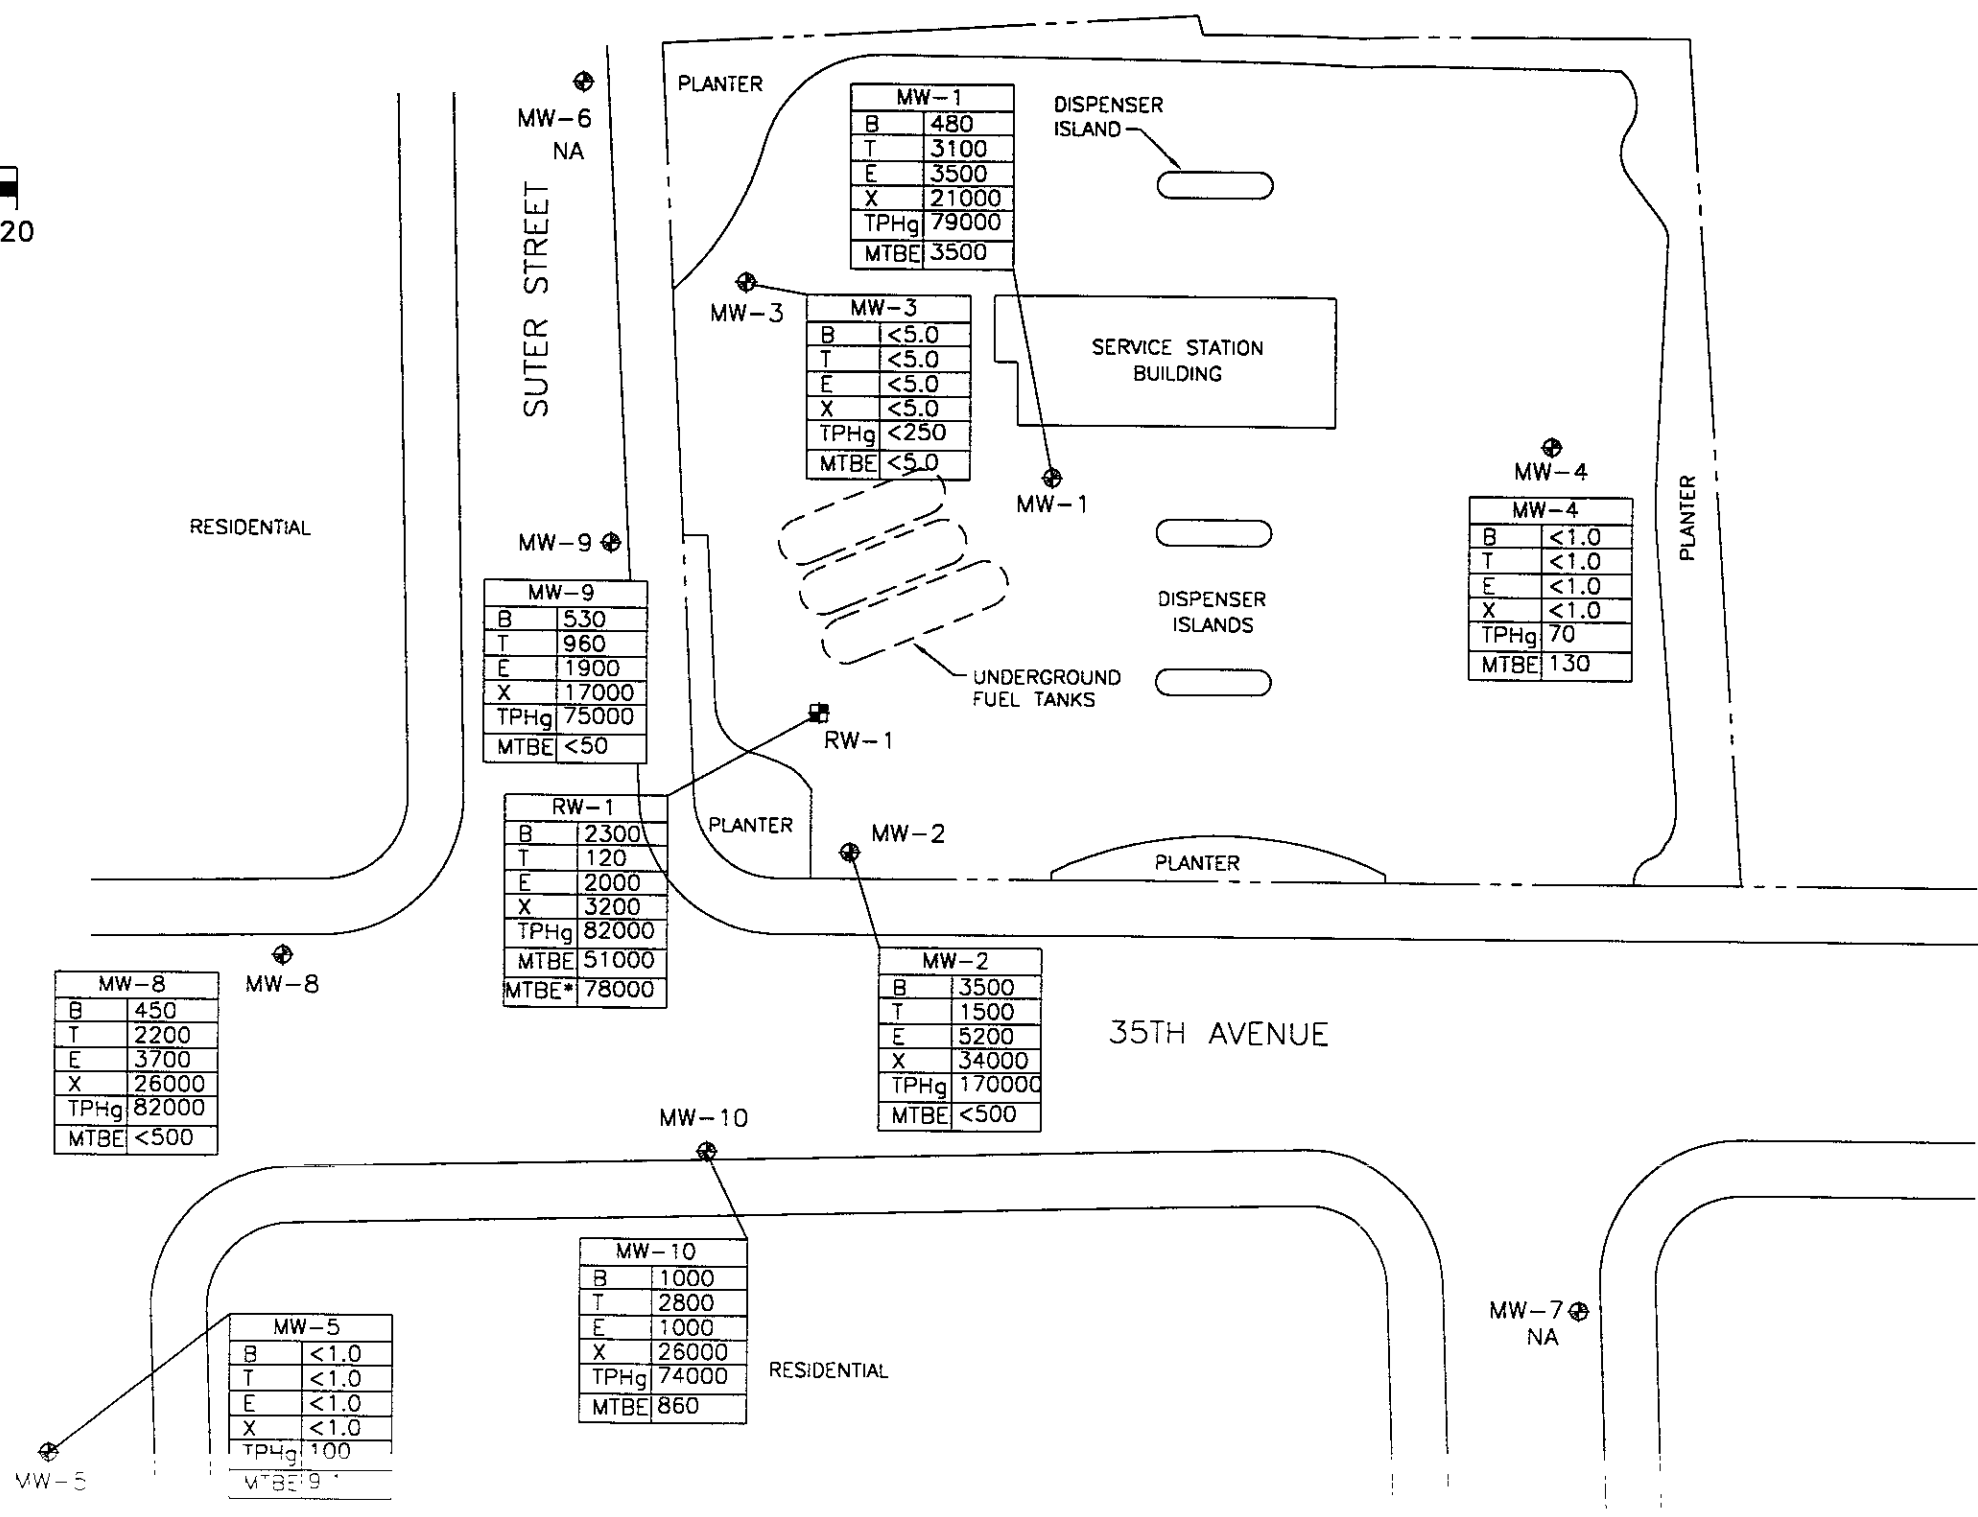 20
MW-6
NA
SUTER STREET
PLANTER
MW-1
B 480
T 3100
E 3500
X 21000
TPHg 79000
MTBE 3500
DISPENSER
ISLAND
MW-3
MW-3
B <5.0
T <5.0
E <5.0
X <5.0
TPHg <250
MTBE <5.0
SERVICE STATION
BUILDING
MW-1
MW-4
MW-4
B <1.0
T <1.0
E <1.0
X <1.0
TPHg 70
MTBE 130
PLANTER
RESIDENTIAL
MW-9
MW-9
B 530
T 960
E 1900
X 17000
TPHg 75000
MTBE <50
DISPENSER
ISLANDS
UNDERGROUND
FUEL TANKS
RW-1
RW-1
B 2300
T 120
E 2000
X 3200
TPHg 82000
MTBE 51000
MTBE* 78000
PLANTER
MW-2
PLANTER
MW-8
MW-8
B 450
T 2200
E 3700
X 26000
TPHg 82000
MTBE <500
MW-2
B 3500
T 1500
E 5200
X 34000
TPHg 170000
MTBE <500
35TH AVENUE
MW-10
MW-10
B 1000
T 2800
E 1000
X 26000
TPHg 74000
MTBE 860
RESIDENTIAL
MW-7
NA
MW-5
B <1.0
T <1.0
E <1.0
X <1.0
TPHg 100
MTBE
MW-5